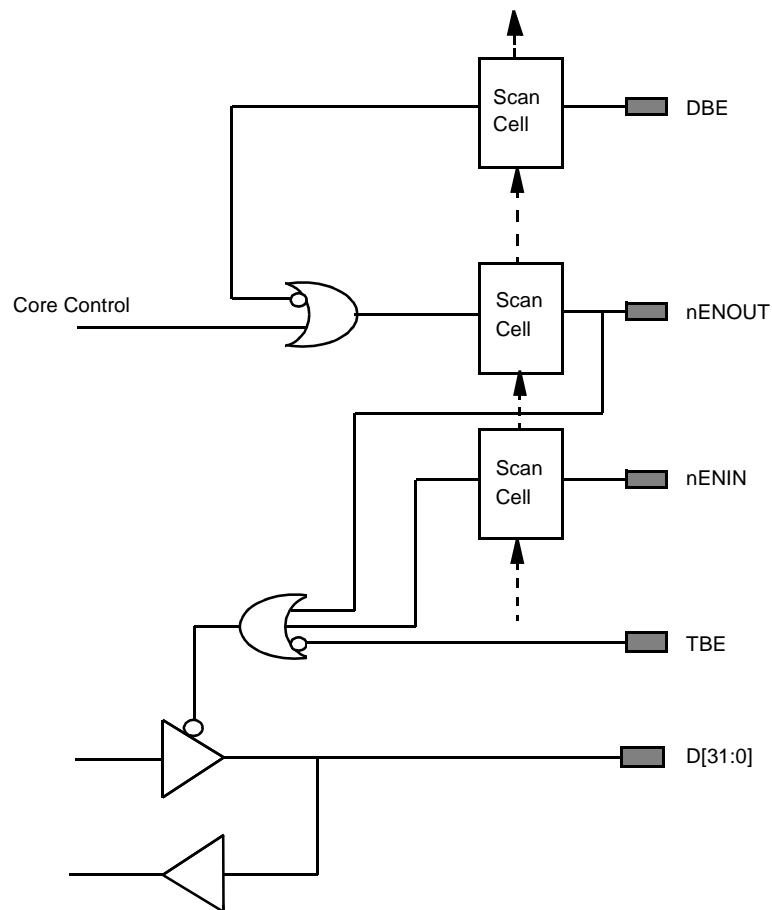 Scan
Cell
DBE
Core Control
Scan
Cell
nENOUT
Scan
Cell
nENIN
TBE
D[31:0]